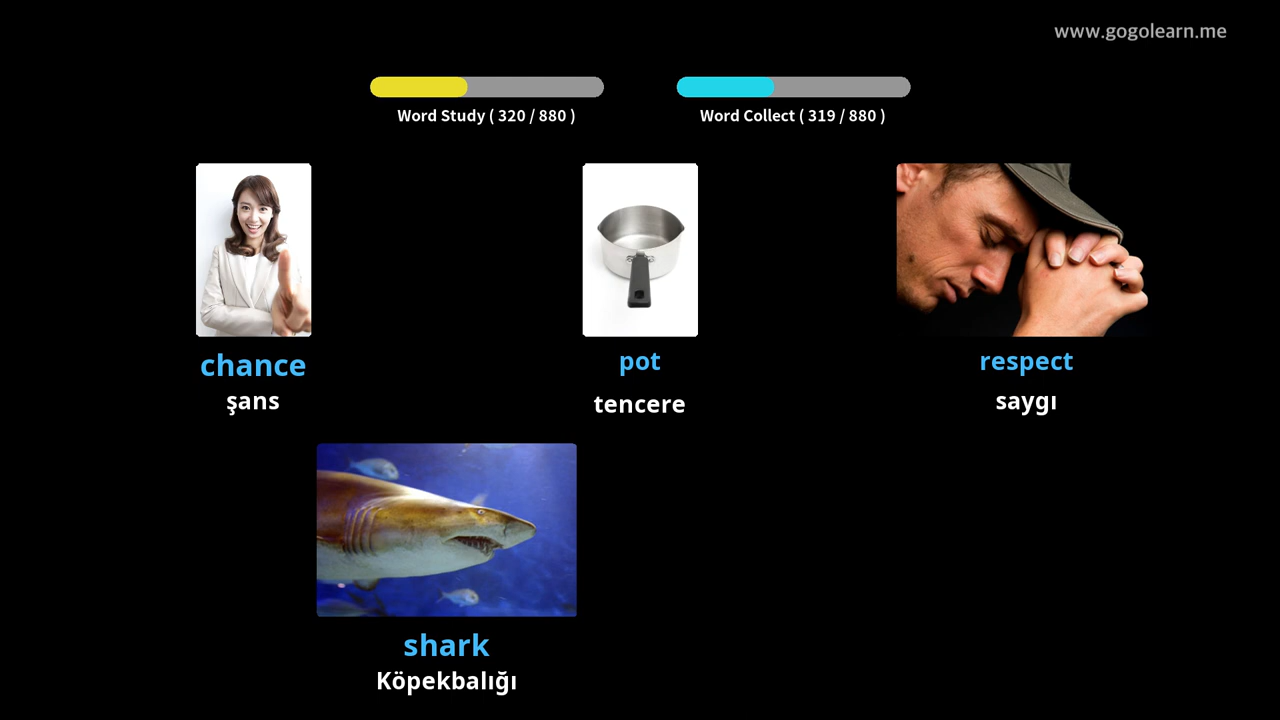 www.gogolearn.me
Word Study ( 320 / 880 )
Word Collect ( 319 / 880 )
chance
şans
pot
tencere
respect
saygı
shark
Köpekbalığı